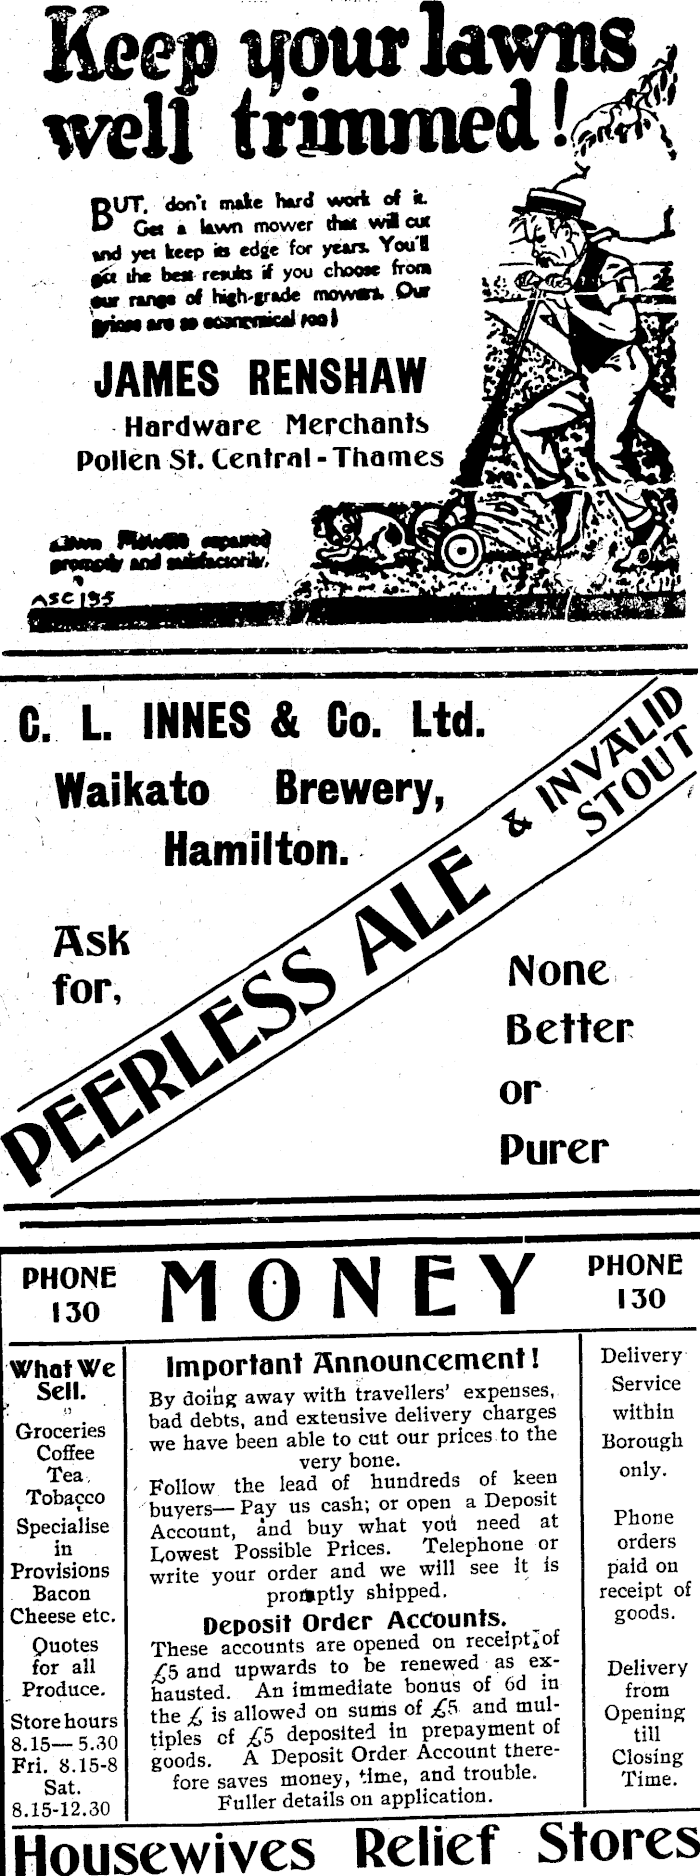 Keep your lawns
well trimmed!
BUT, don't make hard work of it.
Get a lawn mower that will cut
and yet keep its edge for years. You'll
get the best results if you choose from
our range of high-grade mowers. Our
prices are so economical too!
JAMES RENSHAW
Hardware Merchants
Pollen St. Central - Thames
Lawn Mowers repaired
promptly and satisfactorily.
ASC 195
C. L. INNES & Co. Ltd.
Waikato Brewery,
Hamilton.
Ask
for,
PEERLESS ALE & INVALID
STOUT
None
Better
or
Purer
PHONE
130
MONEY
PHONE
130
What We
Sell.
Groceries
Coffee
Tea
Tobacco
Specialise
in
Provisions
Bacon
Cheese etc.
Quotes
for all
Produce.
Store hours
8.15—5.30
Fri. 8.15-8
Sat.
8.15-12.30
Important Announcement!
By doing away with travellers' expenses,
bad debts, and extensive delivery charges
we have been able to cut our prices to the
very bone.
Follow the lead of hundreds of keen
buyers—Pay us cash; or open a Deposit
Account, and buy what you need at
Lowest Possible Prices. Telephone or
write your order and we will see it is
promptly shipped.
Deposit Order Accounts.
These accounts are opened on receipt of
£5 and upwards to be renewed as ex-
hausted. An immediate bonus of 6d in
the £ is allowed on sums of £5 and mul-
tiples of £5 deposited in prepayment of
goods. A Deposit Order Account there-
fore saves money, time, and trouble.
Fuller details on application.
Delivery
Service
within
Borough
only.
Phone
orders
paid on
receipt of
goods.
Delivery
from
Opening
till
Closing
Time.
Housewives Relief Stores